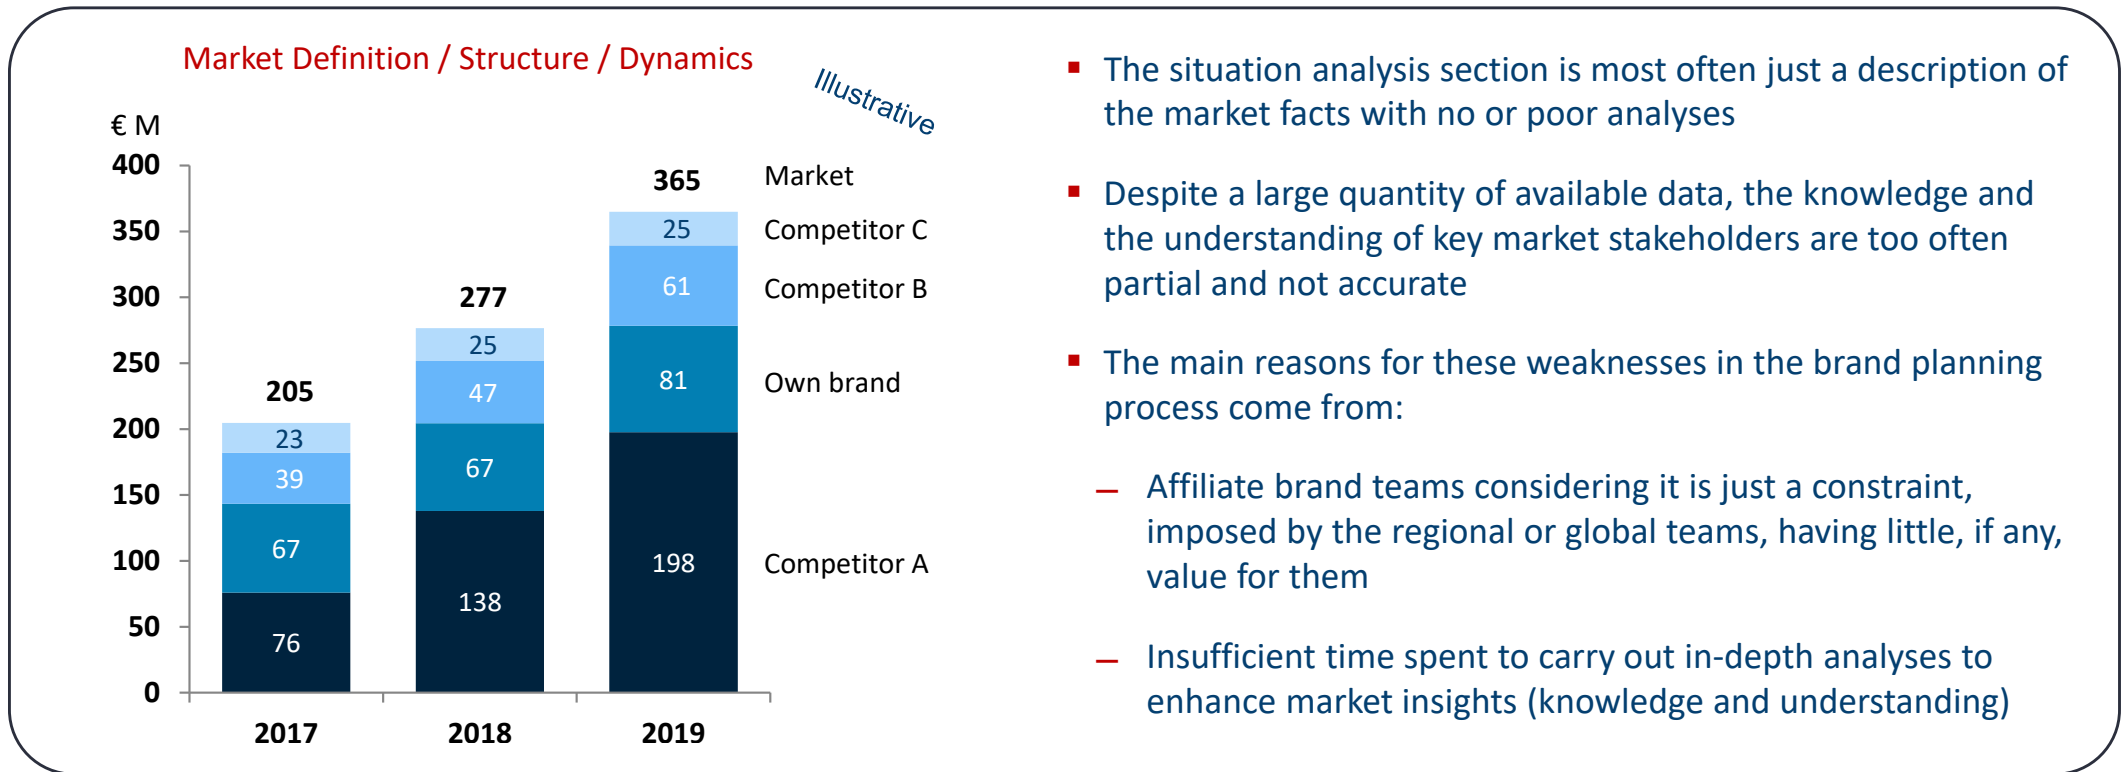 Market Definition / Structure / Dynamics
Illustrative
€ M
400
350
300
250
200
150
100
50
0
205
23
39
67
76
277
25
47
67
138
365
25
61
81
198
Market
Competitor C
Competitor B
Own brand
Competitor A
2017
2018
2019
▪ The situation analysis section is most often just a description of
the market facts with no or poor analyses
▪ Despite a large quantity of available data, the knowledge and
the understanding of key market stakeholders are too often
partial and not accurate
▪ The main reasons for these weaknesses in the brand planning
process come from:
– Affiliate brand teams considering it is just a constraint,
imposed by the regional or global teams, having little, if any,
value for them
– Insufficient time spent to carry out in-depth analyses to
enhance market insights (knowledge and understanding)